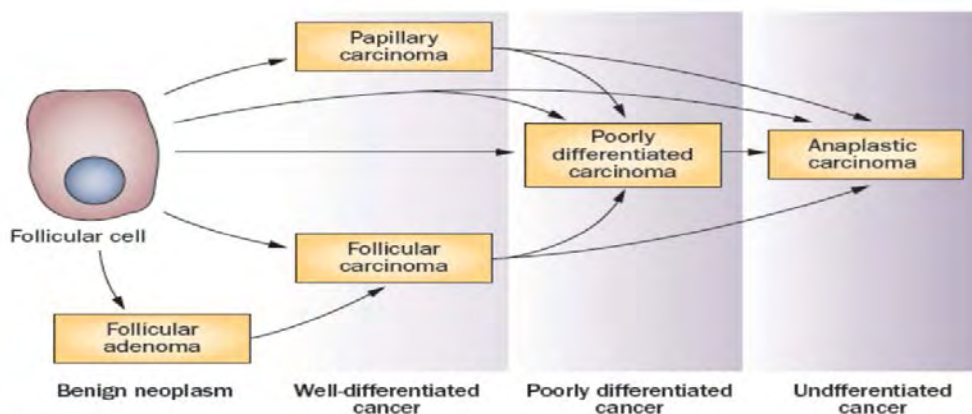 Papillary
carcinoma
Poorly
differentiated
carcinoma
Anaplastic
carcinoma
Follicular cell
Follicular
carcinoma
Follicular
adenoma
Benign neoplasm
Well-differentiated
cancer
Poorly differentiated
cancer
Undfferentiated
cancer